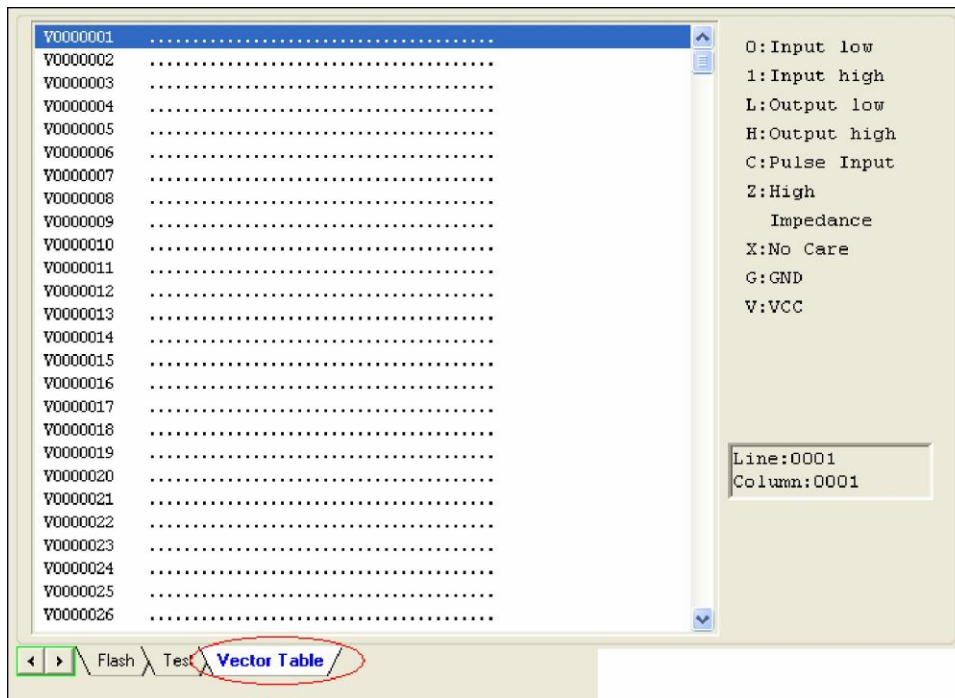 V0000001 ........................................
V0000002 ........................................
V0000003 ........................................
V0000004 ........................................
V0000005 ........................................
V0000006 ........................................
V0000007 ........................................
V0000008 ........................................
V0000009 ........................................
V0000010 ........................................
V0000011 ........................................
V0000012 ........................................
V0000013 ........................................
V0000014 ........................................
V0000015 ........................................
V0000016 ........................................
V0000017 ........................................
V0000018 ........................................
V0000019 ........................................
V0000020 ........................................
V0000021 ........................................
V0000022 ........................................
V0000023 ........................................
V0000024 ........................................
V0000025 ........................................
V0000026 ........................................
0:Input low
1:Input high
L:Output low
H:Output high
C:Pulse Input
Z:High
Impedance
X:No Care
G:GND
V:VCC
Line:0001
Column:0001
Flash Test Vector Table